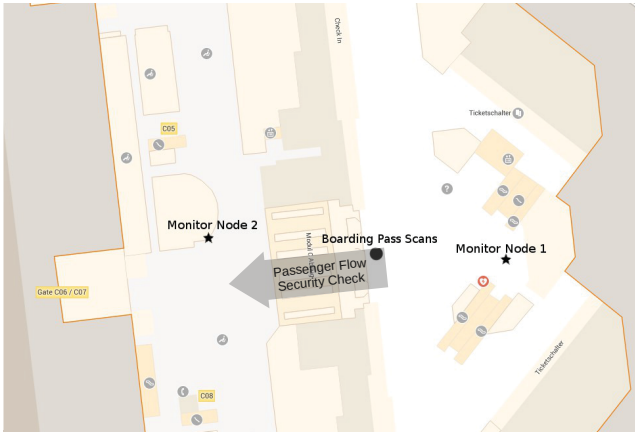 Check In
Ticketschalter
C05
?
Monitor Node 2
Boarding Pass Scans
Monitor Node 1
Passenger Flow
Security Check
Gate C06 / C07
Ticketschalter
C08